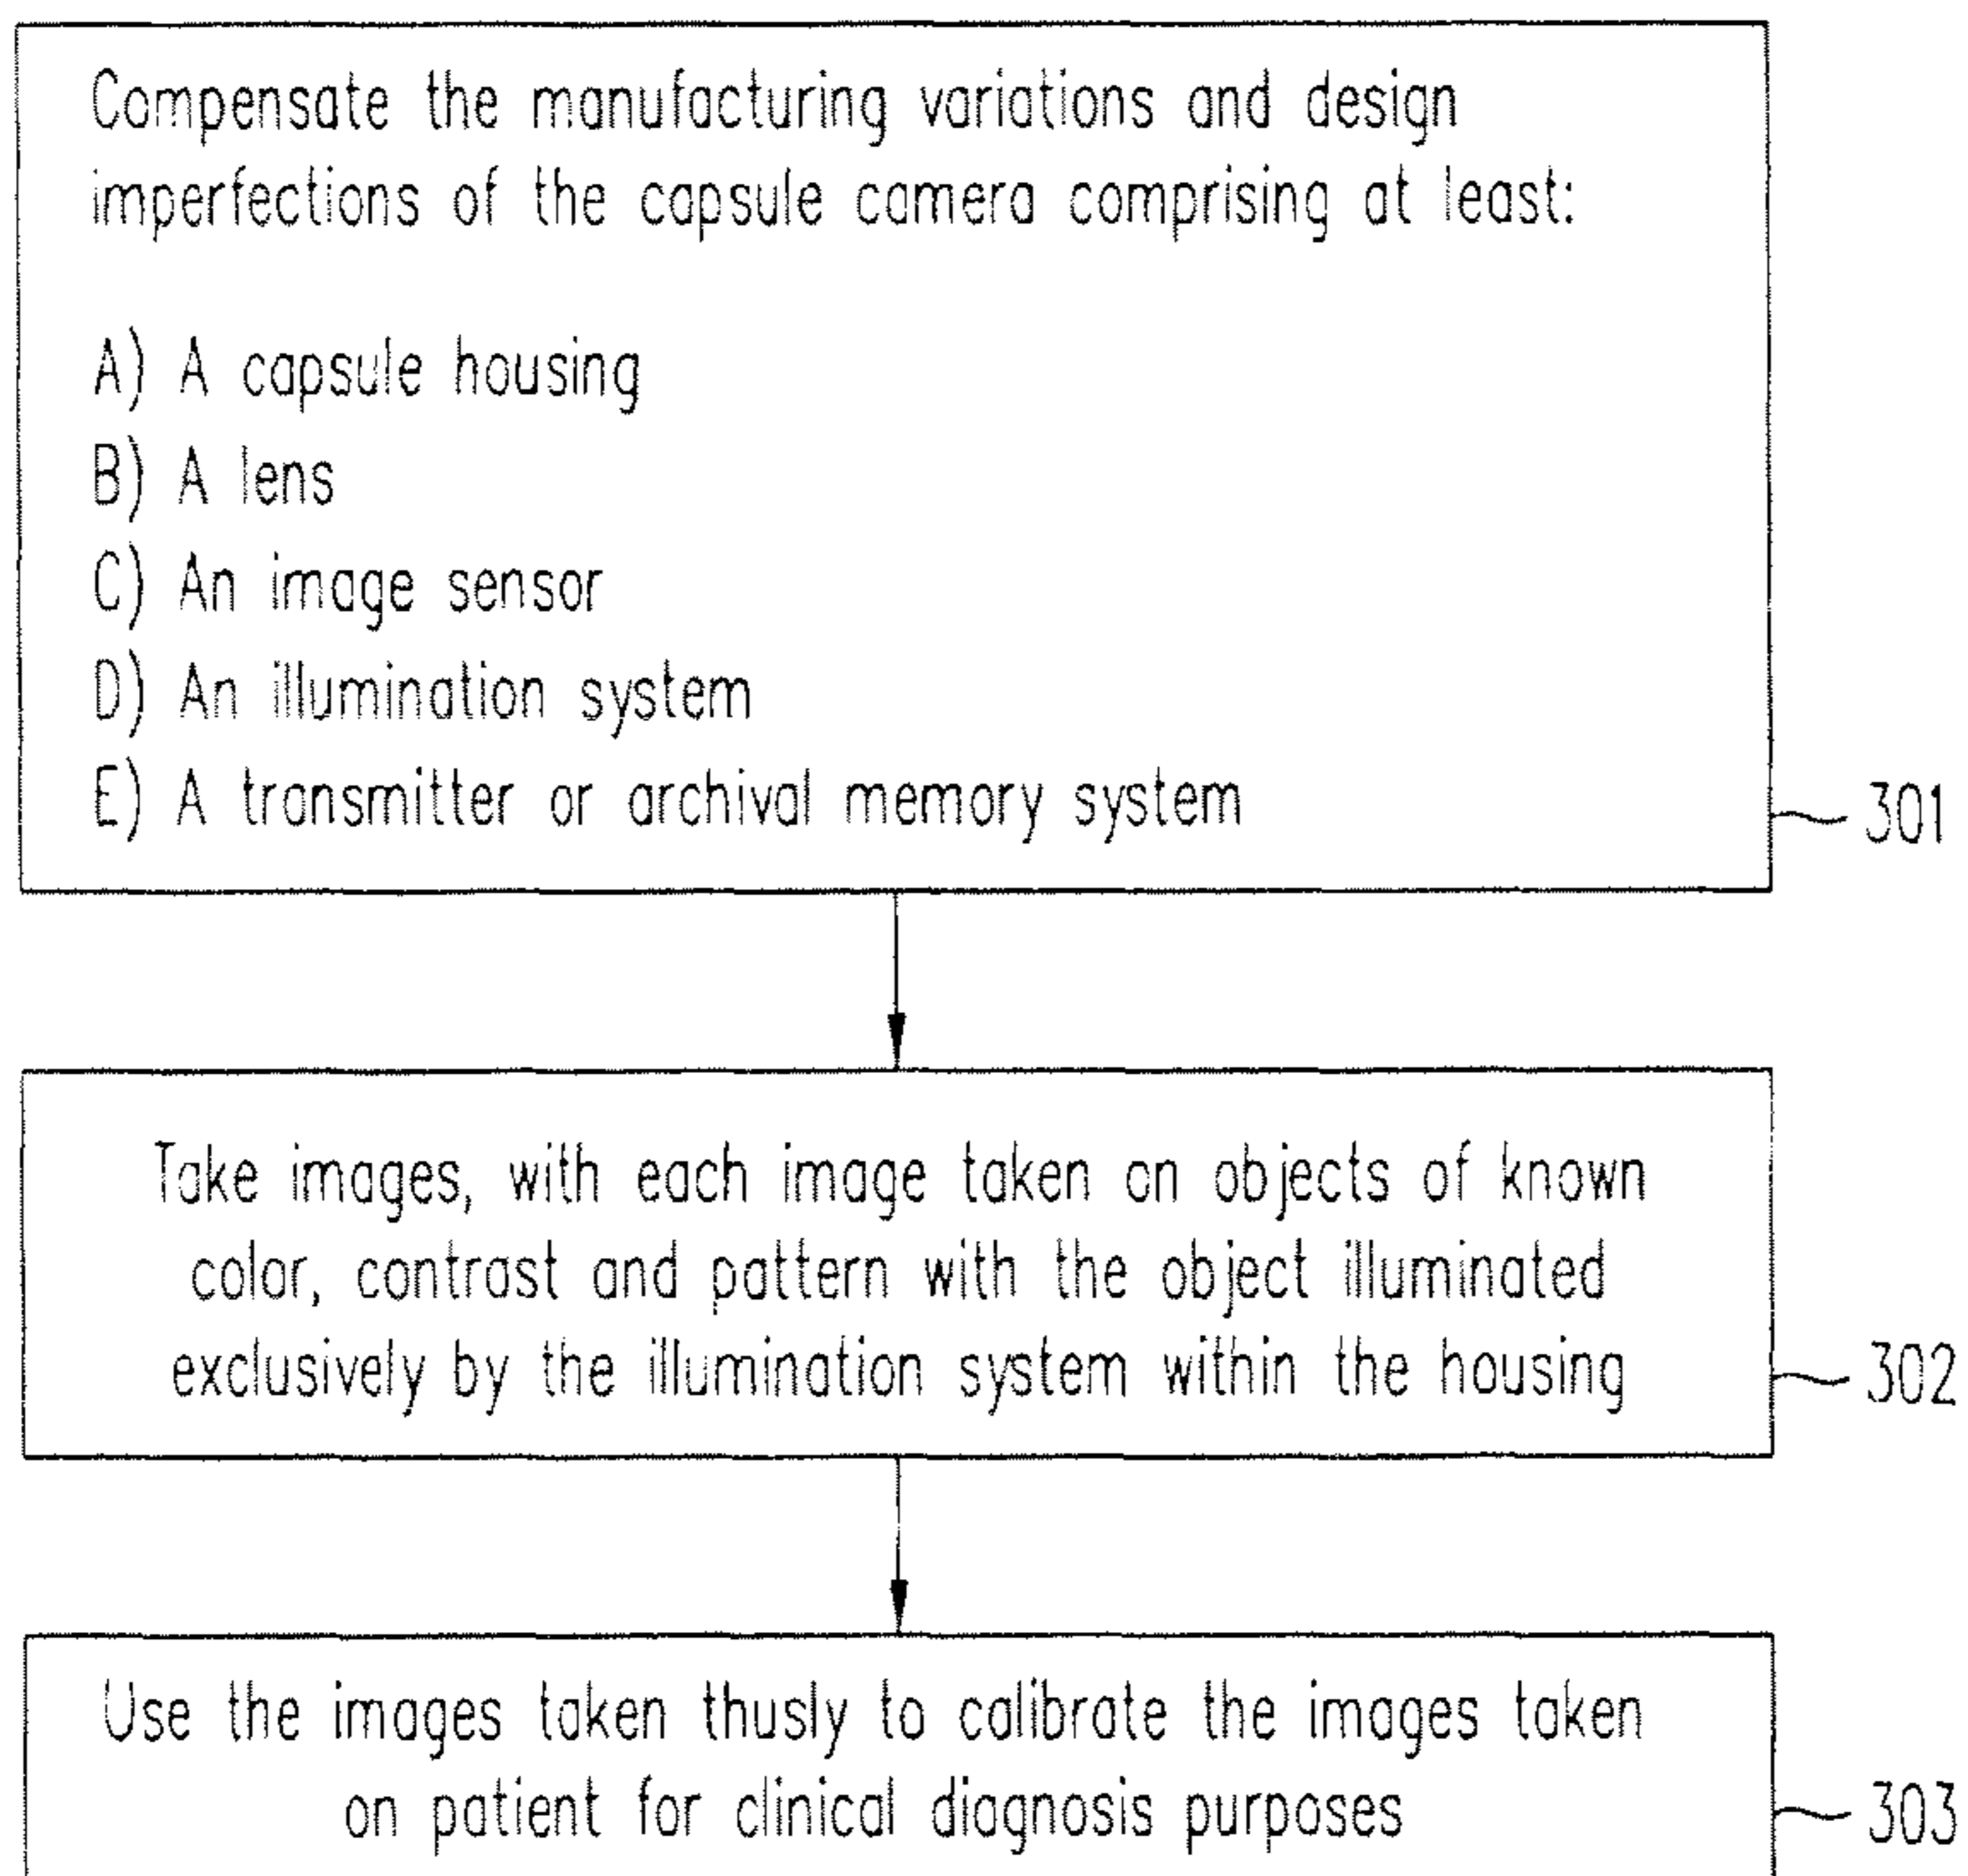 Compensate the manufacturing variations and design
imperfections of the capsule camera comprising at least:
A) A capsule housing
B) A lens
C) An image sensor
D) An illumination system
E) A transmitter or archival memory system
301
Take images, with each image taken on objects of known
color, contrast and pattern with the object illuminated
exclusively by the illumination system within the housing
302
Use the images taken thusly to calibrate the images taken
on patient for clinical diagnosis purposes
303